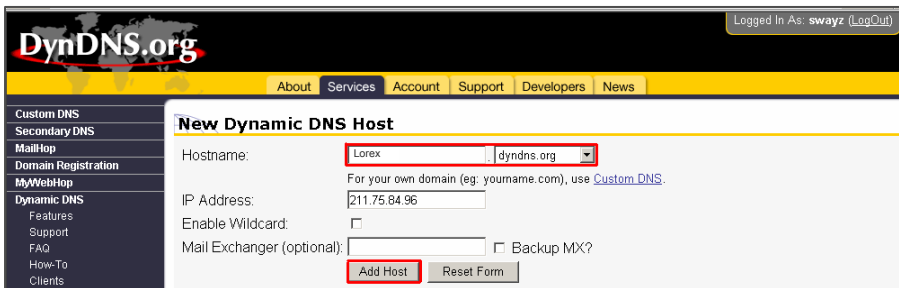 Logged In As: swayz (LogOut)
DynDNS.org
About Services Account Support Developers News
Custom DNS
Secondary DNS
MailHop
Domain Registration
MyWebHop
Dynamic DNS
Features
Support
FAQ
How-To
Clients
New Dynamic DNS Host
Hostname: Lorex . dyndns.org
For your own domain (eg: yourname.com), use Custom DNS.
IP Address: 211.75.84.96
Enable Wildcard:
Mail Exchanger (optional): Backup MX?
Add Host Reset Form